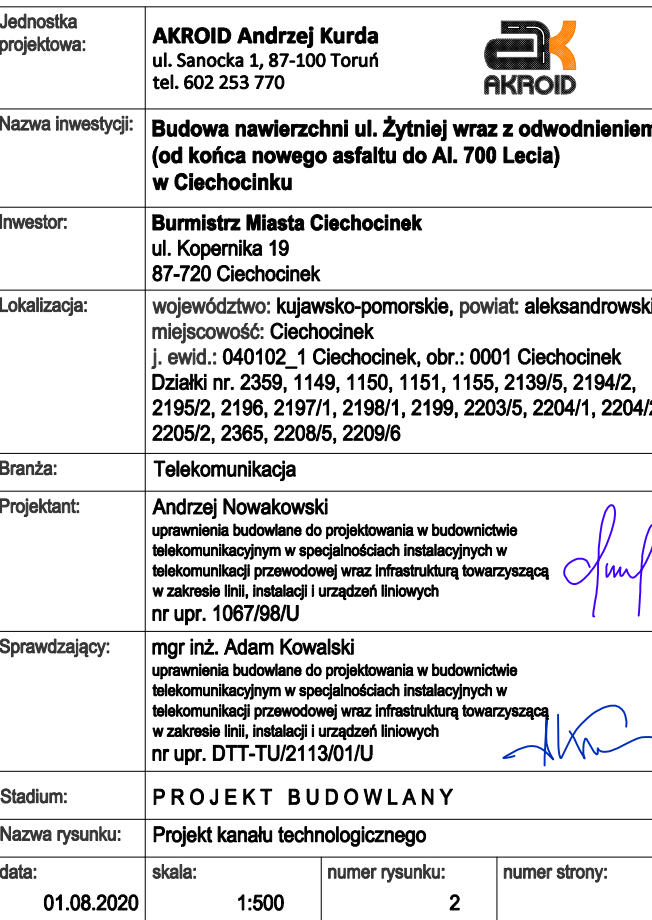 Jednostka
projektowa:
AKROID Andrzej Kurda
ul. Sanocka 1, 87-100 Toruń
tel. 602 253 770
AKROID
Nazwa inwestycji:
Budowa nawierzchni ul. Żytniej wraz z odwodnieniem
(od końca nowego asfaltu do Al. 700 Lecia)
w Ciechocinku
Inwestor:
Burmistrz Miasta Ciechocinek
ul. Kopernika 19
87-720 Ciechocinek
Lokalizacja:
województwo: kujawsko-pomorskie, powiat: aleksandrowski
miejscowość: Ciechocinek
j. ewid.: 040102_1 Ciechocinek, obr.: 0001 Ciechocinek
Działki nr. 2359, 1149, 1150, 1151, 1155, 2139/5, 2194/2,
2195/2, 2196, 2197/1, 2198/1, 2199, 2203/5, 2204/1, 2204/2
2205/2, 2365, 2208/5, 2209/6
Branża:
Telekomunikacja
Projektant:
Andrzej Nowakowski
uprawnienia budowlane do projektowania w budownictwie
telekomunikacyjnym w specjalnościach instalacyjnych w
telekomunikacji przewodowej wraz infrastrukturą towarzyszącą
w zakresie linii, instalacji i urządzeń liniowych
nr upr. 1067/98/U
Sprawdzający:
mgr inż. Adam Kowalski
uprawnienia budowlane do projektowania w budownictwie
telekomunikacyjnym w specjalnościach instalacyjnych w
telekomunikacji przewodowej wraz infrastrukturą towarzyszącą
w zakresie linii, instalacji i urządzeń liniowych
nr upr. DTT-TU/2113/01/U
Stadium:
PROJEKT BUDOWLANY
Nazwa rysunku:
Projekt kanału technologicznego
data:
01.08.2020
skala:
1:500
numer rysunku:
2
numer strony: